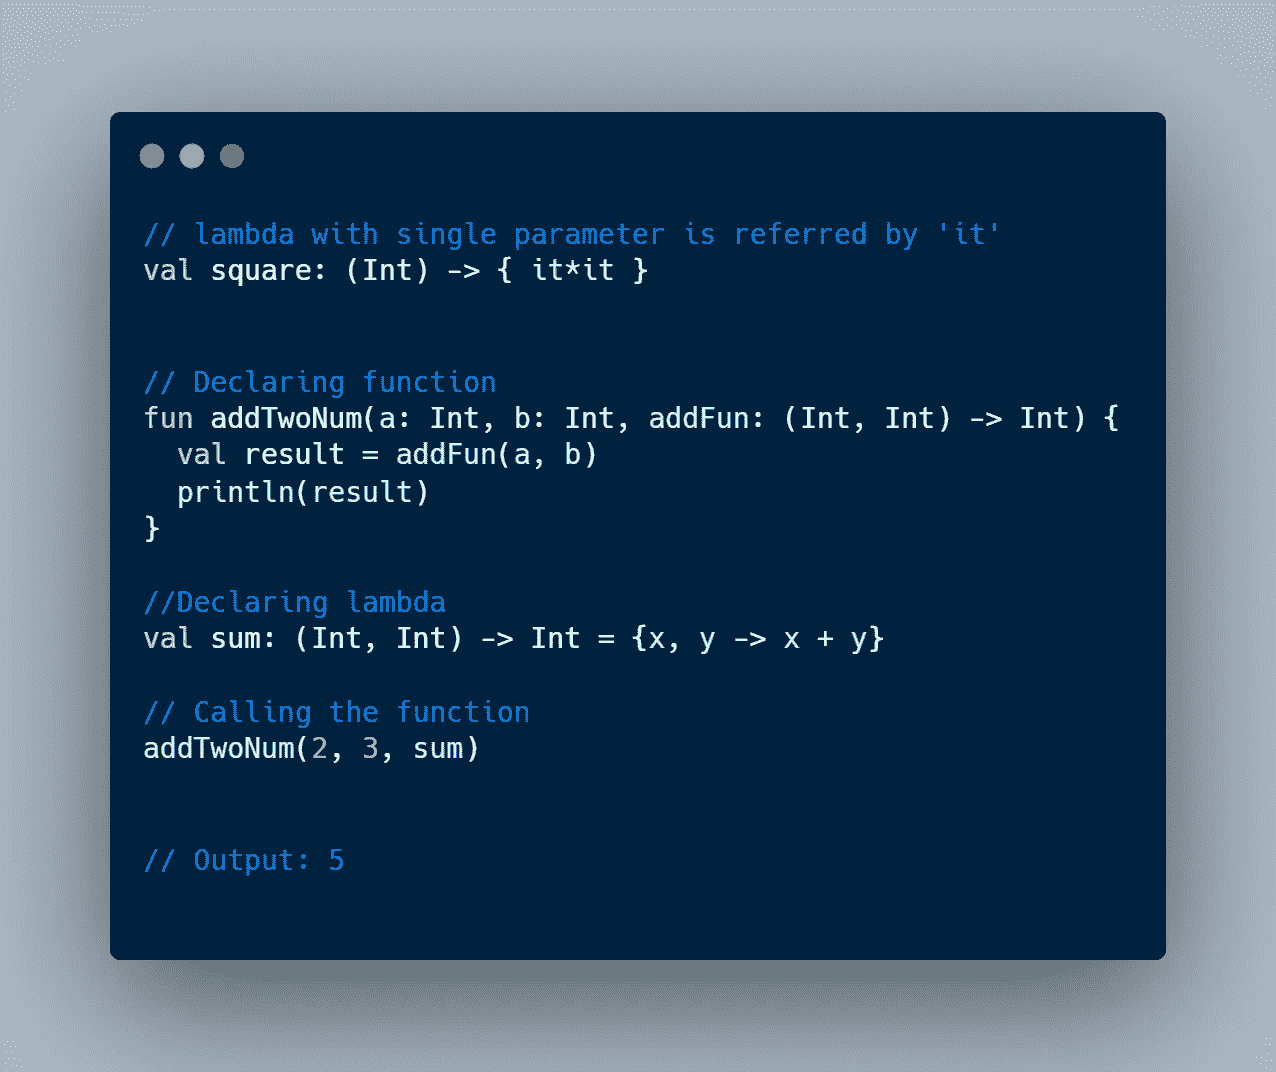 // lambda with single parameter is referred by 'it'
val square: (Int) -> { it*it }
// Declaring function
fun addTwoNum(a: Int, b: Int, addFun: (Int, Int) -> Int) {
  val result = addFun(a, b)
  println(result)
}
//Declaring lambda
val sum: (Int, Int) -> Int = {x, y -> x + y}
// Calling the function
addTwoNum(2, 3, sum)
// Output: 5